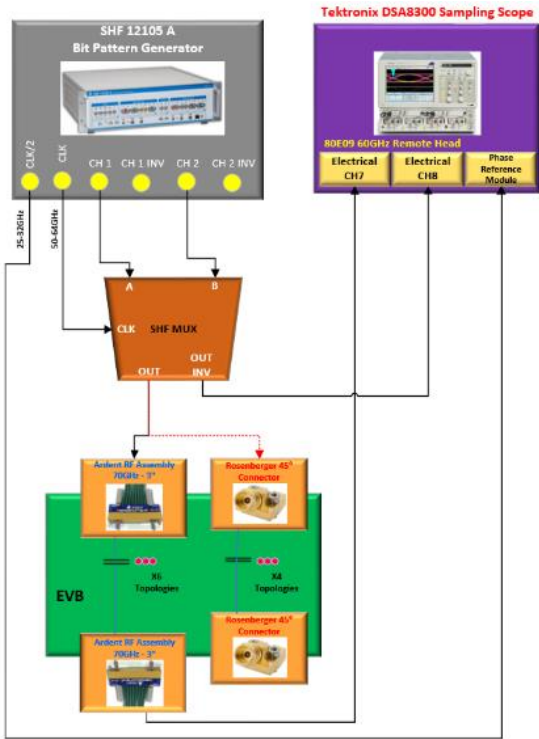 Tektronix DSA8300 Sampling Scope
SHF 12105 A
Bit Pattern Generator
80E09 60GHz Remote Head
CLK/2
CLK
CH 1
CH 1 INV
CH 2
CH 2 INV
Electrical
CH7
Electrical
CH8
Phase
Reference
Module
25-32GHz
50-64GHz
A
B
CLK
SHF MUX
OUT
OUT
INV
Ardent RF Assembly
70GHz - 3"
Rosenberger 45°
Connector
X6
Topologies
X4
Topologies
EVB
Ardent RF Assembly
70GHz - 3"
Rosenberger 45°
Connector